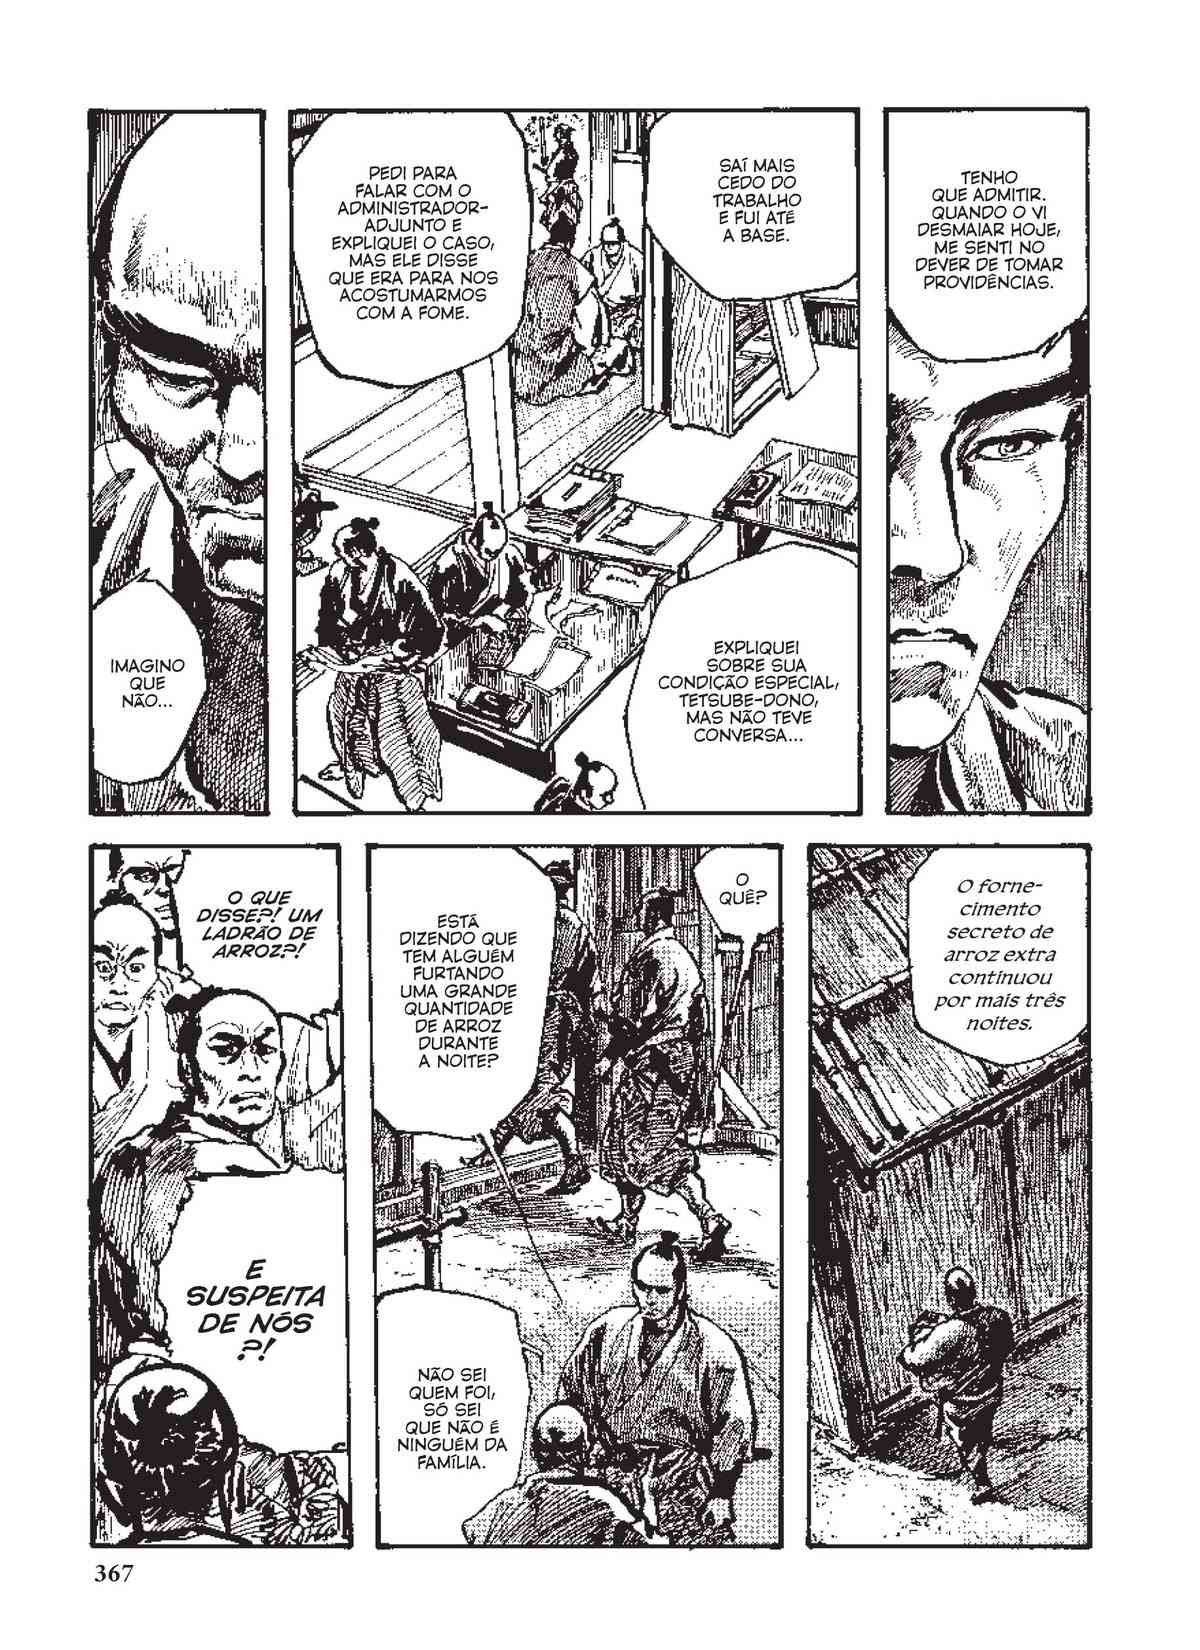 TENHO
QUE ADMITIR.
QUANDO O VI
DESMAIAR HOJE,
ME SENTI NO
DEVER DE TOMAR
PROVIDÊNCIAS.
SAÍ MAIS
CEDO DO
TRABALHO
E FUI ATÉ
A BASE.
PEDI PARA
FALAR COM O
ADMINISTRADOR-
ADJUNTO E
EXPLIQUEI O CASO,
MAS ELE DISSE
QUE ERA PARA NOS
ACOSTUMARMOS
COM A FOME.
EXPLIQUEI
SOBRE SUA
CONDIÇÃO ESPECIAL,
TETSUBE-DONO,
MAS NÃO TEVE
CONVERSA...
IMAGINO
QUE
NÃO...
O forne-
cimento
secreto de
arroz extra
continuou
por mais três
noites.
O
QUÊ?
ESTÁ
DIZENDO QUE
TEM ALGUÉM
FURTANDO
UMA GRANDE
QUANTIDADE
DE ARROZ
DURANTE
A NOITE?
NÃO SEI
QUEM FOI,
SÓ SEI
QUE NÃO É
NINGUÉM DA
FAMÍLIA.
O QUE
DISSE?! UM
LADRÃO DE
ARROZ?!
E
SUSPEITA
DE NÓS
?!
367